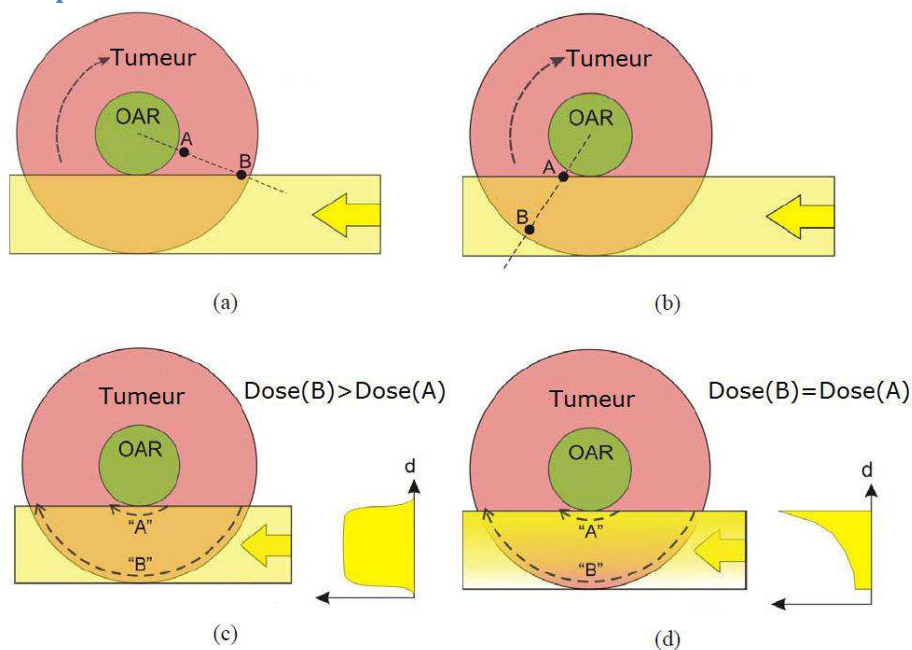 Tumeur
OAR
A
B
(a)
Tumeur
OAR
A
B
(b)
Tumeur
OAR
"A"
"B"
Dose(B)>Dose(A)
d
(c)
Tumeur
OAR
"A"
"B"
Dose(B)=Dose(A)
d
(d)